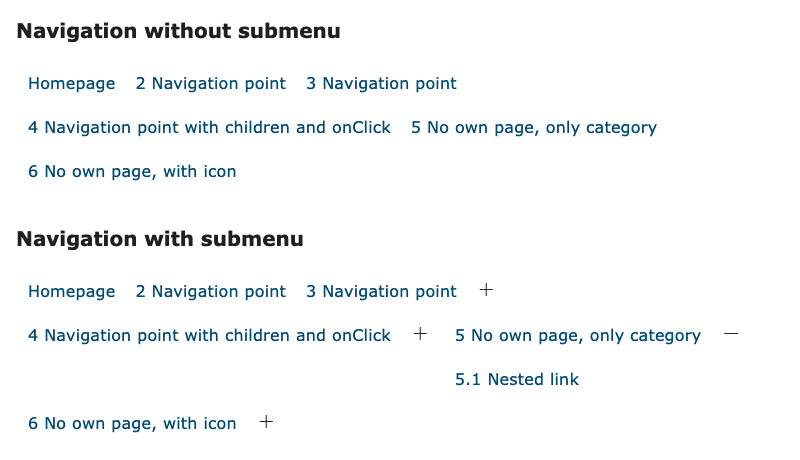 Navigation without submenu
Homepage 2 Navigation point 3 Navigation point
4 Navigation point with children and onClick 5 No own page, only category
6 No own page, with icon
Navigation with submenu
Homepage 2 Navigation point 3 Navigation point +
4 Navigation point with children and onClick + 5 No own page, only category —
5.1 Nested link
6 No own page, with icon +